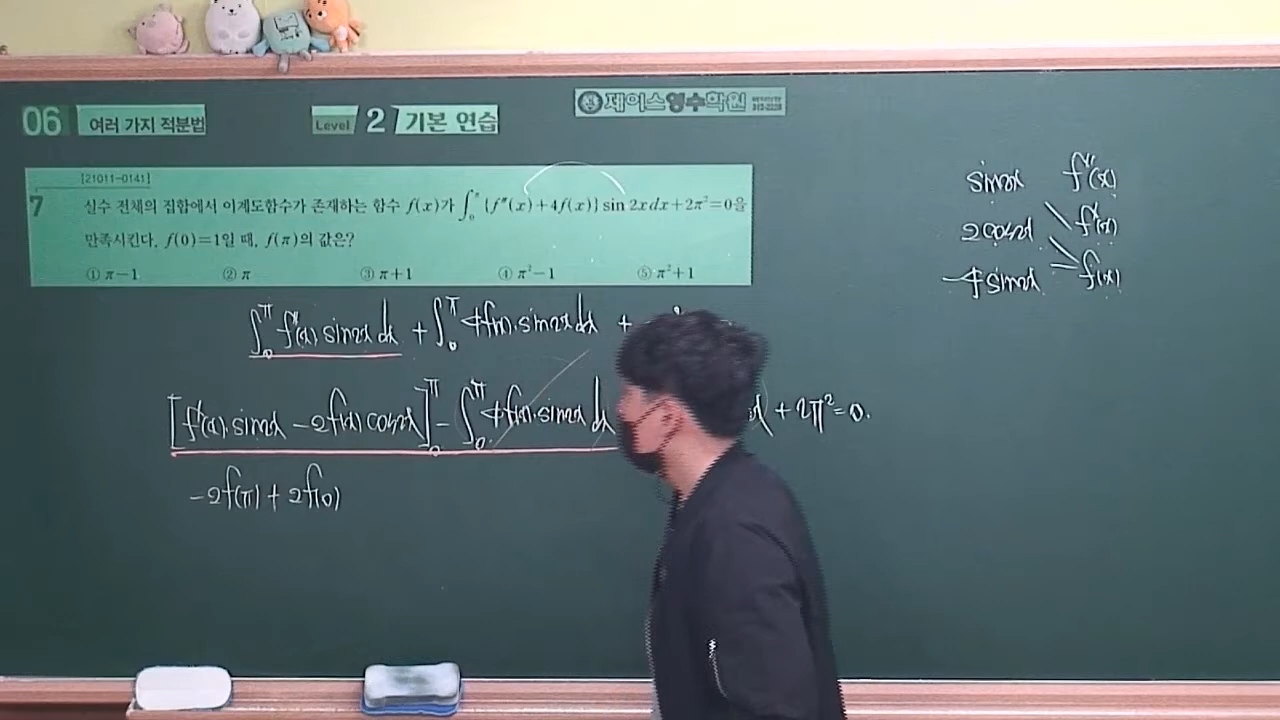 06 여러 가지 적분법 Level 2 기본 연습 제이스영수학원
[21011-0141]
7 실수 전체의 집합에서 이계도함수가 존재하는 함수 f(x)가 ∫₀^π {f″(x)+4f(x)} sin 2x dx+2π²=0을
만족시킨다. f(0)=1일 때, f(π)의 값은?
① π−1 ② π ③ π+1 ④ π²−1 ⑤ π²+1
sin2x f″(x)
2cos2x f′(x)
−4sin2x f(x)
∫₀^π f″(x) sin2x dx + ∫₀^π 4f(x)·sin2x dx +
[f′(x)·sin2x − 2f(x) cos2x]₀^π − ∫₀^π 4f(x)·sin2x dx + 2π²=0.
−2f(π) + 2f(0)